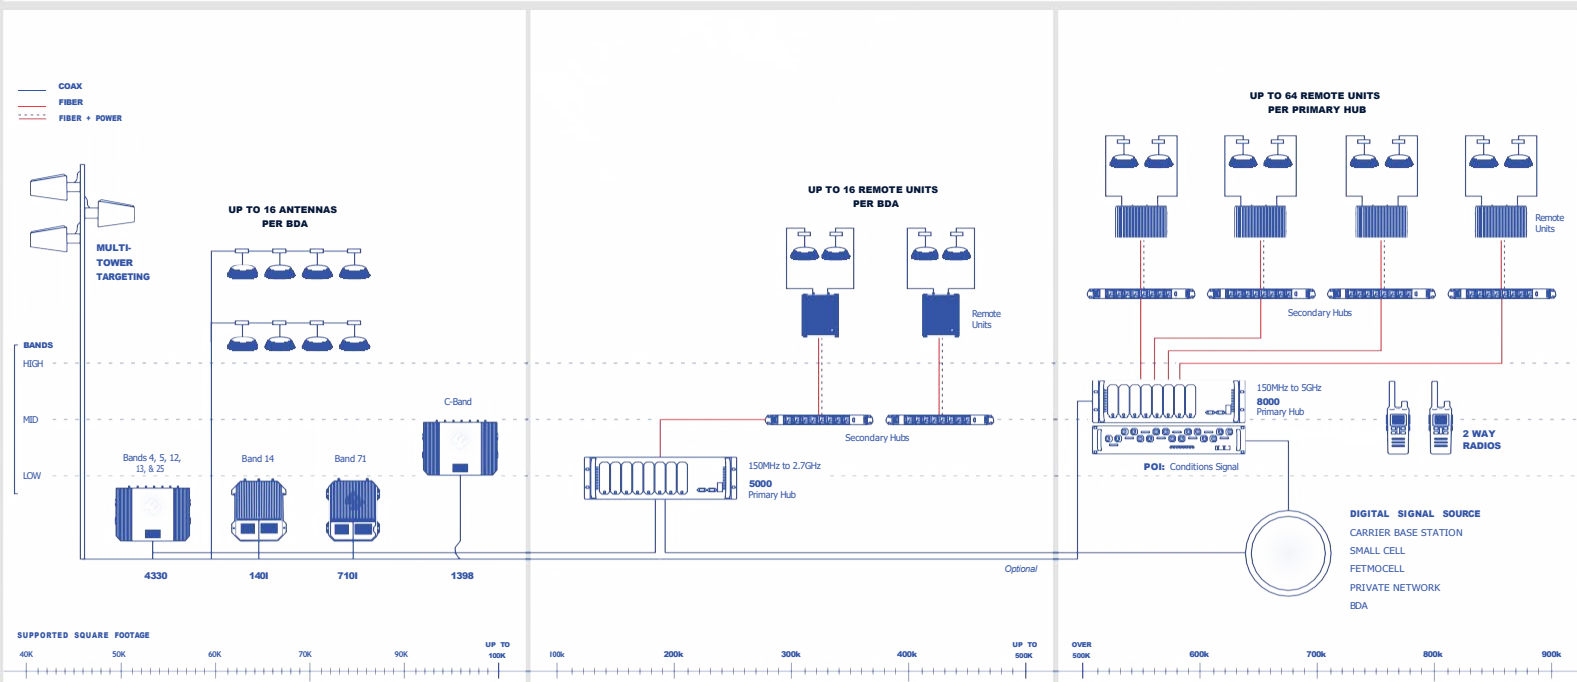 COAX
FIBER
FIBER + POWER
MULTI-
TOWER
TARGETING
UP TO 16 ANTENNAS
PER BDA
BANDS
HIGH
MID
LOW
Bands 4, 5, 12,
13, & 25
Band 14
Band 71
C-Band
4330
140I
710I
1398
UP TO 16 REMOTE UNITS
PER BDA
Remote
Units
Secondary Hubs
150MHz to 2.7GHz
5000
Primary Hub
Optional
UP TO 64 REMOTE UNITS
PER PRIMARY HUB
Remote
Units
Secondary Hubs
150MHz to 5GHz
8000
Primary Hub
POI: Conditions Signal
2 WAY
RADIOS
DIGITAL SIGNAL SOURCE
CARRIER BASE STATION
SMALL CELL
FETMOCELL
PRIVATE NETWORK
BDA
SUPPORTED SQUARE FOOTAGE
40K 50K 60K 70K 90K UP TO 100K
100k 200k 300k 400k UP TO 500K
OVER 500K 600k 700k 800k 900k